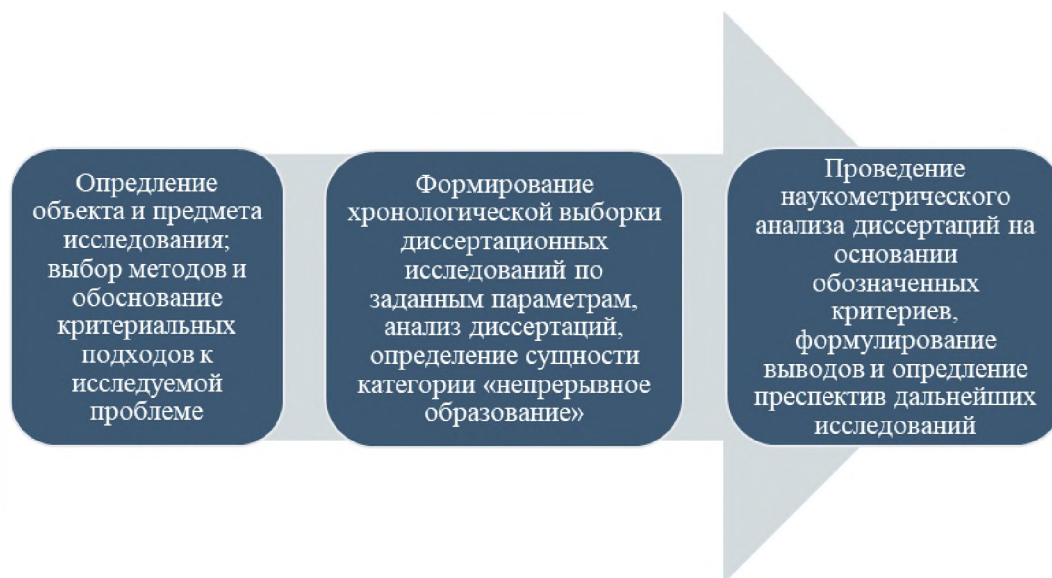 Опредление
объекта и предмета
исследования;
выбор методов и
обоснование
критериальных
подходов к
исследуемой
проблеме
Формирование
хронологической выборки
диссертационных
исследований по
заданным параметрам,
анализ диссертаций,
определение сущности
категории «непрерывное
образование»
Проведение
наукометрического
анализа диссертаций на
основании
обозначенных
критериев,
формулирование
выводов и опредление
преспектив дальнейших
исследований